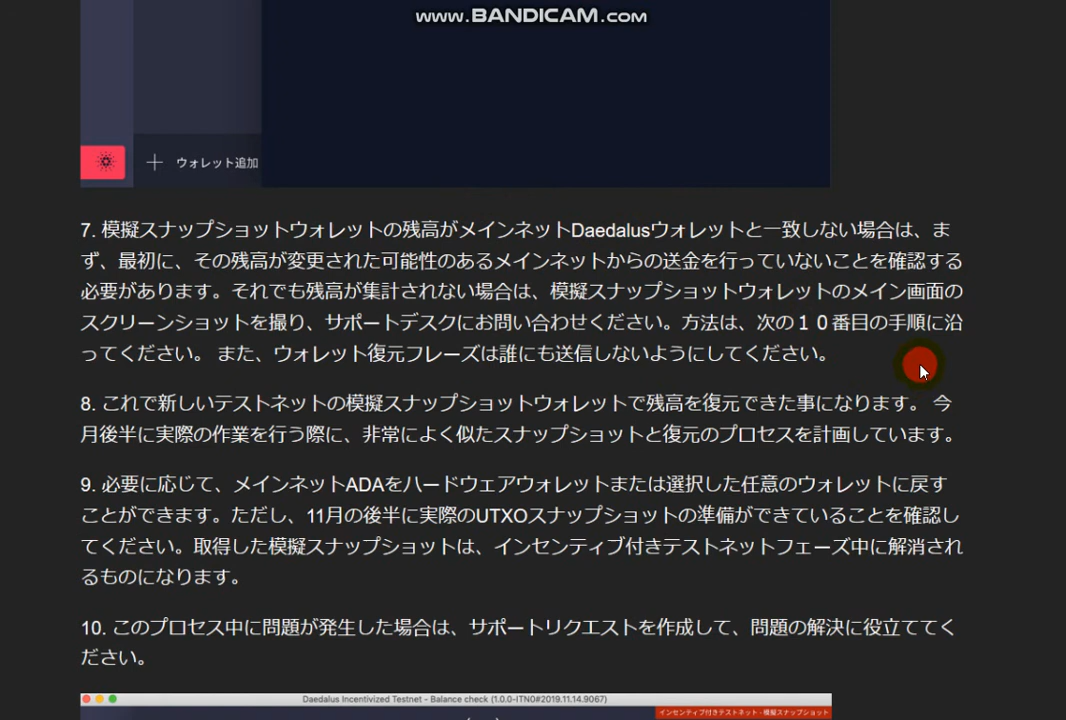 www.BANDICAM.com
ウォレット追加
7. 模擬スナップショットウォレットの残高がメインネットDaedalusウォレットと一致しない場合は、ま
ず、最初に、その残高が変更された可能性のあるメインネットからの送金を行っていないことを確認する
必要があります。それでも残高が集計されない場合は、模擬スナップショットウォレットのメイン画面の
スクリーンショットを撮り、サポートデスクにお問い合わせください。方法は、次の１０番目の手順に沿
ってください。 また、ウォレット復元フレーズは誰にも送信しないようにしてください。
8. これで新しいテストネットの模擬スナップショットウォレットで残高を復元できた事になります。 今
月後半に実際の作業を行う際に、非常によく似たスナップショットと復元のプロセスを計画しています。
9. 必要に応じて、メインネットADAをハードウェアウォレットまたは選択した任意のウォレットに戻す
ことができます。ただし、11月の後半に実際のUTXOスナップショットの準備ができていることを確認し
てください。取得した模擬スナップショットは、インセンティブ付きテストネットフェーズ中に解消され
るものになります。
10. このプロセス中に問題が発生した場合は、サポートリクエストを作成して、問題の解決に役立ててく
ださい。
Daedalus Incentivized Testnet - Balance check (1.0.0-ITN0#2019.11.14.9067)
インセンティブ付きテストネット - 模擬スナップショット